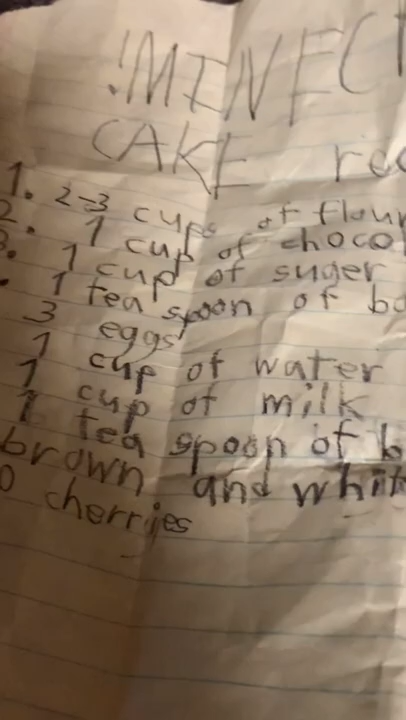 !MINEC
CAKE
1. 2-3 cups of flour
2. 1 cup of choco
3. 1 cup of suger
1 tea spoon of ba
3 eggs
1 cup of water
1 cup of milk
1 tea spoon of b
brown and whit
0 cherries